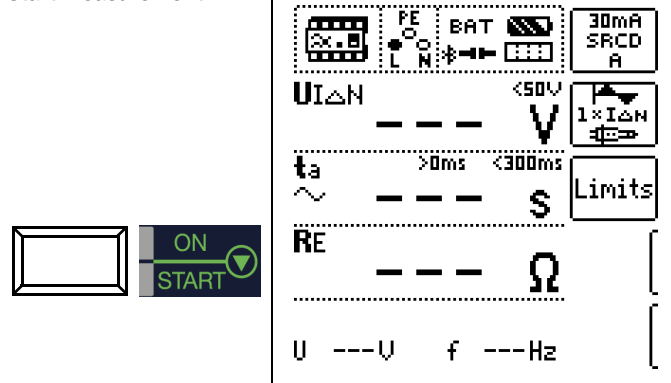 ON
START
PE
L N
BAT
30mA
SRCD
A
UI△N <50V
--- V
1×I△N
ta >0ms <300ms
~ --- s
Limits
RE
--- Ω
U ---V f ---Hz